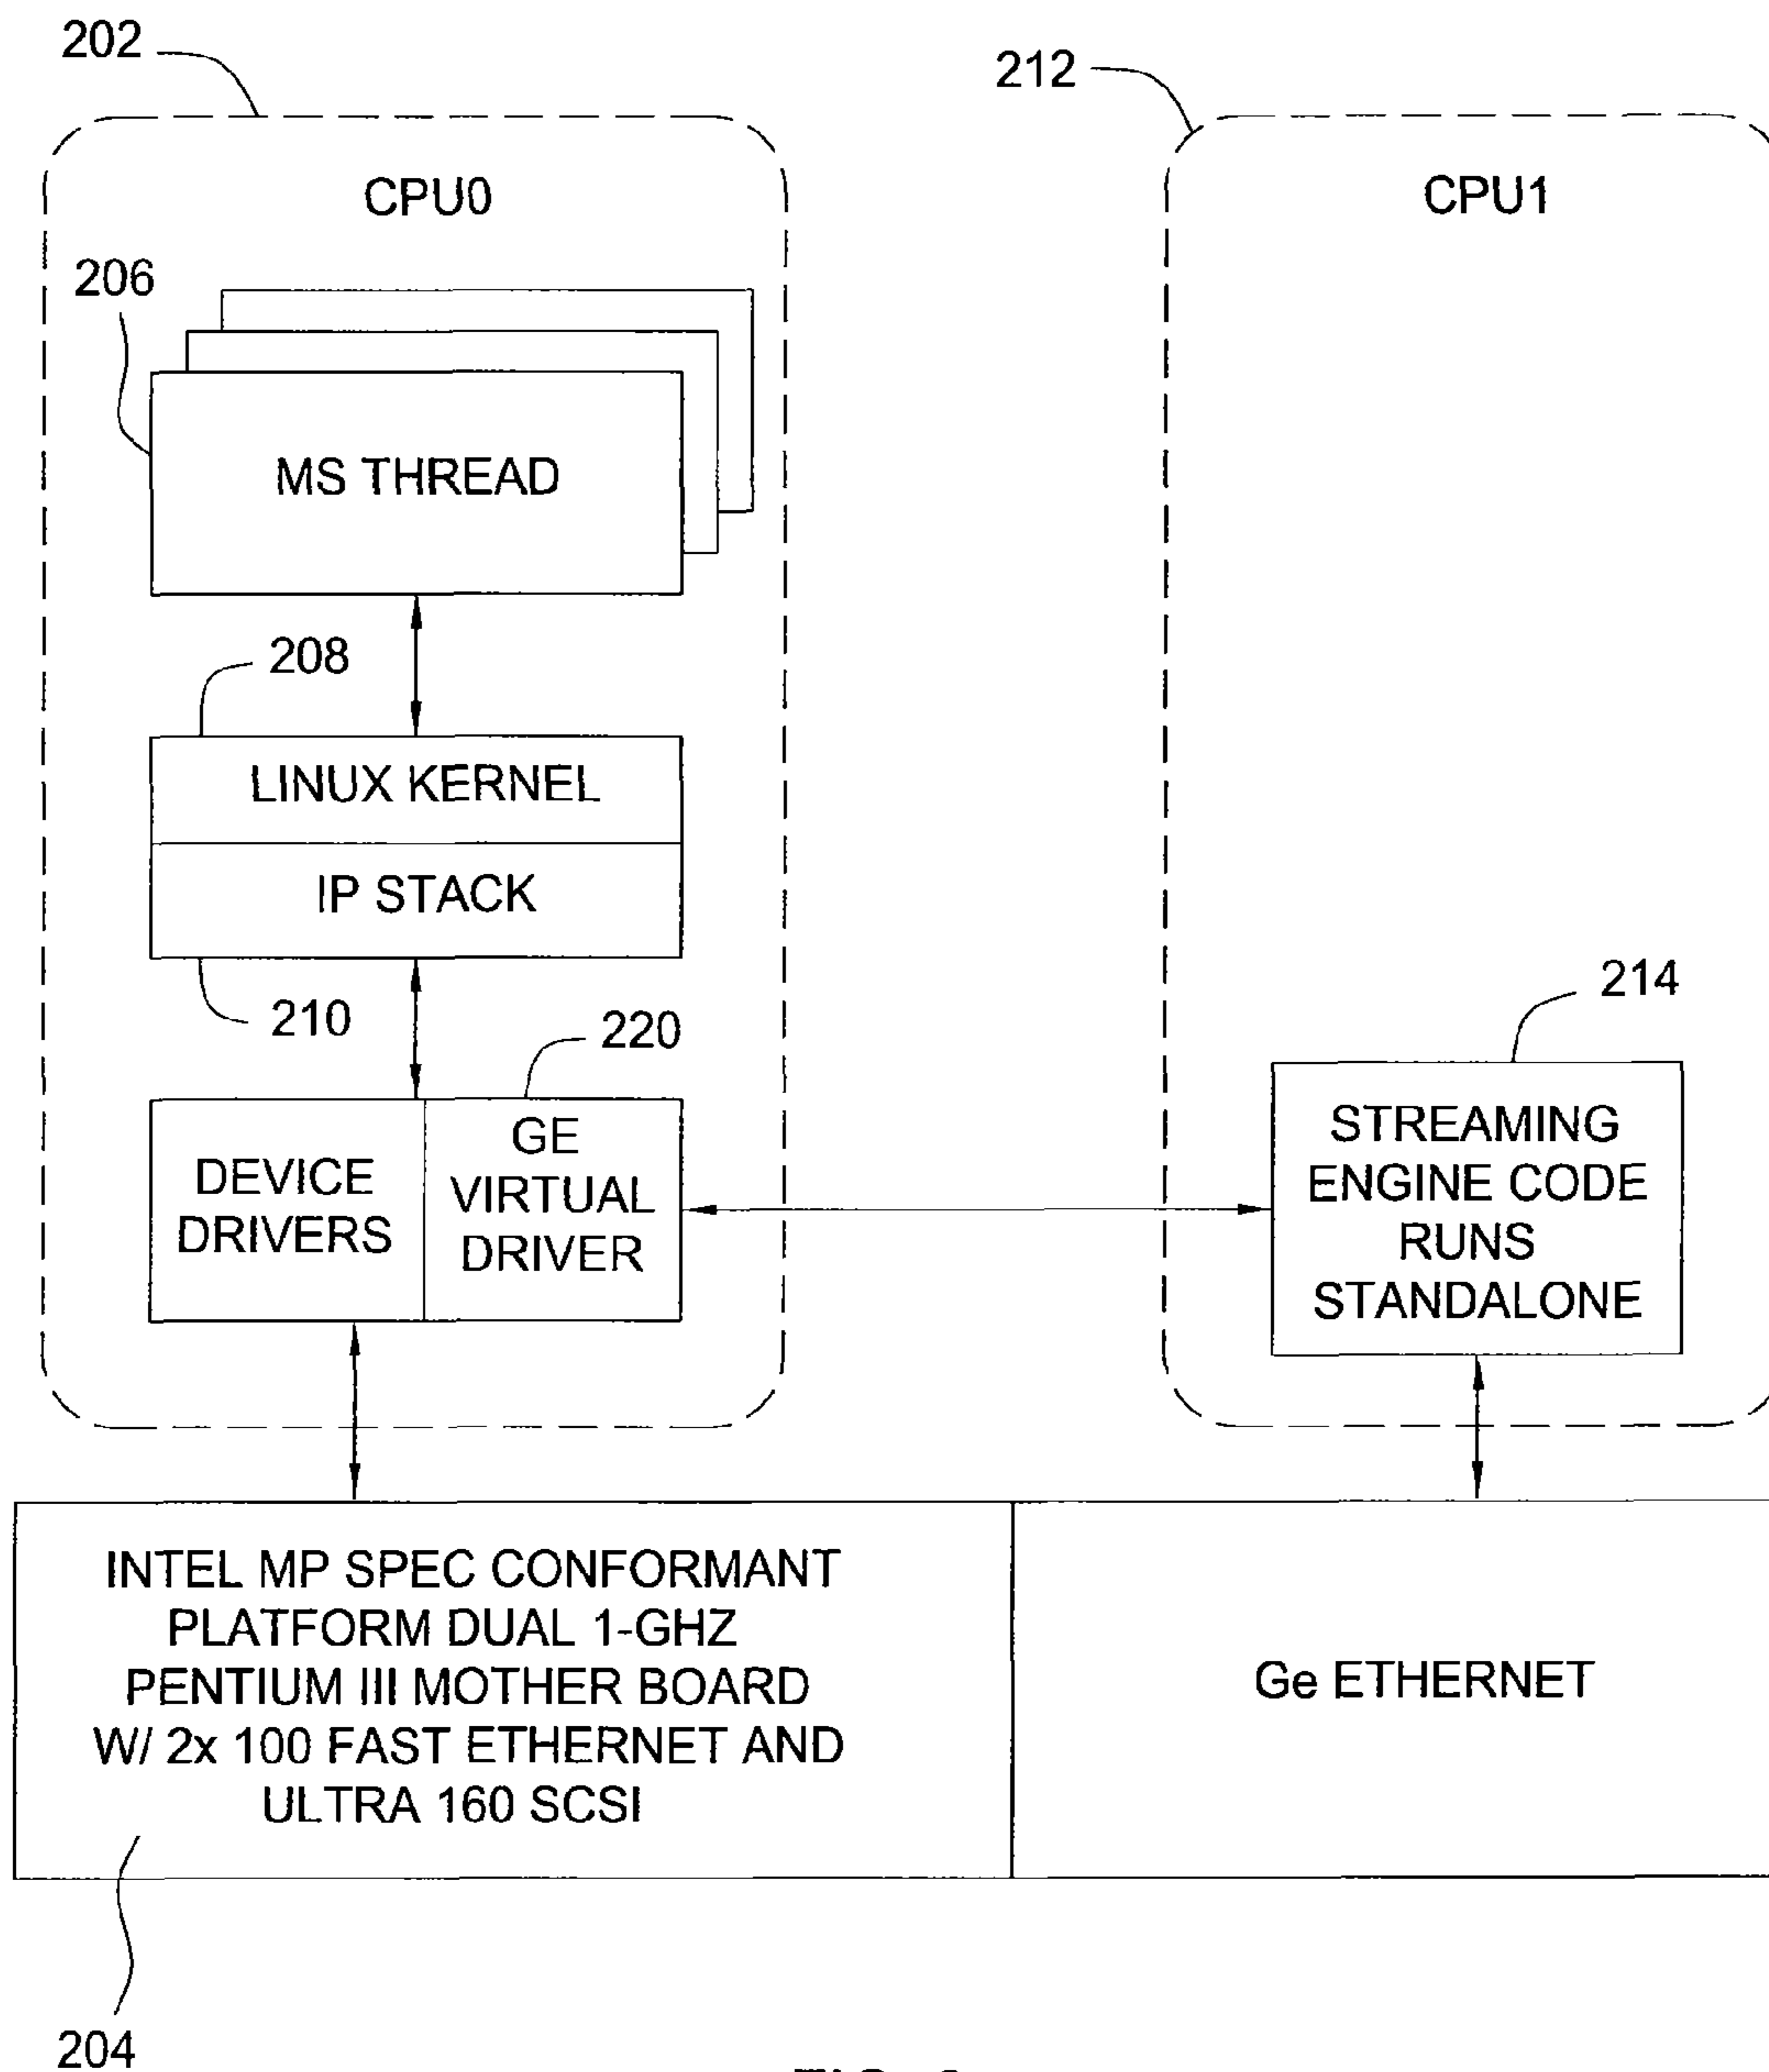 202
212
CPU0
CPU1
206
MS THREAD
208
LINUX KERNEL
IP STACK
210
220
214
DEVICE
DRIVERS
GE
VIRTUAL
DRIVER
STREAMING
ENGINE CODE
RUNS
STANDALONE
INTEL MP SPEC CONFORMANT
PLATFORM DUAL 1-GHZ
PENTIUM III MOTHER BOARD
W/ 2x 100 FAST ETHERNET AND
ULTRA 160 SCSI
Ge ETHERNET
204